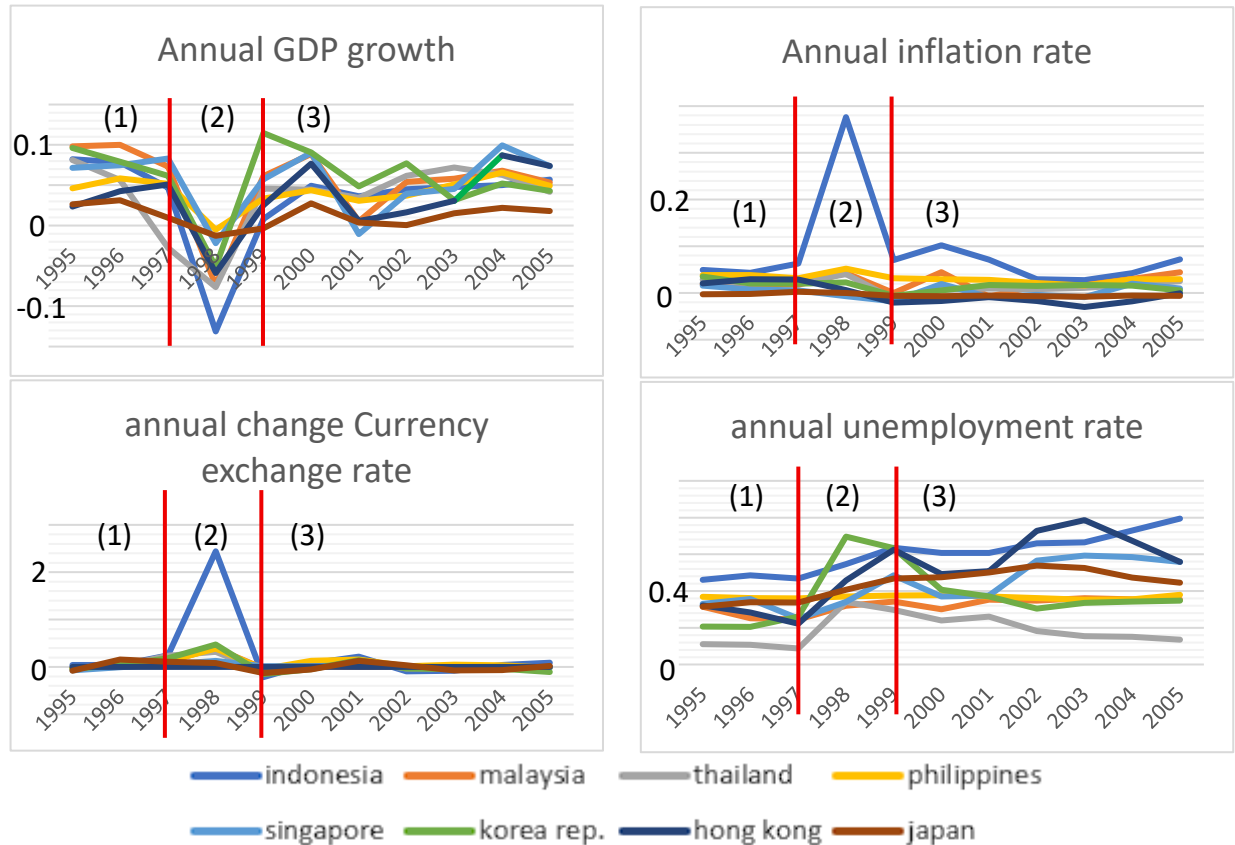 Annual GDP growth
(1) (2) (3)
0.1
0
-0.1
1995 1996 1997 1998 1999 2000 2001 2002 2003 2004 2005
Annual inflation rate
0.2
(1) (2) (3)
0
1995 1996 1997 1998 1999 2000 2001 2002 2003 2004 2005
annual change Currency
exchange rate
(1) (2) (3)
2
0
1995 1996 1997 1998 1999 2000 2001 2002 2003 2004 2005
annual unemployment rate
(1) (2) (3)
0.4
0
1995 1996 1997 1998 1999 2000 2001 2002 2003 2004 2005
indonesia malaysia thailand philippines
singapore korea rep. hong kong japan